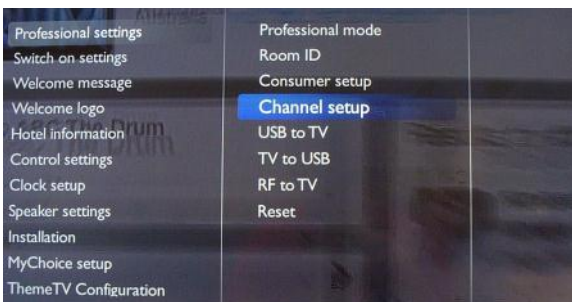 Professional settings
Switch on settings
Welcome message
Welcome logo
Hotel information
Control settings
Clock setup
Speaker settings
Installation
MyChoice setup
ThemeTV Configuration
Professional mode
Room ID
Consumer setup
Channel setup
USB to TV
TV to USB
RF to TV
Reset
The Drum